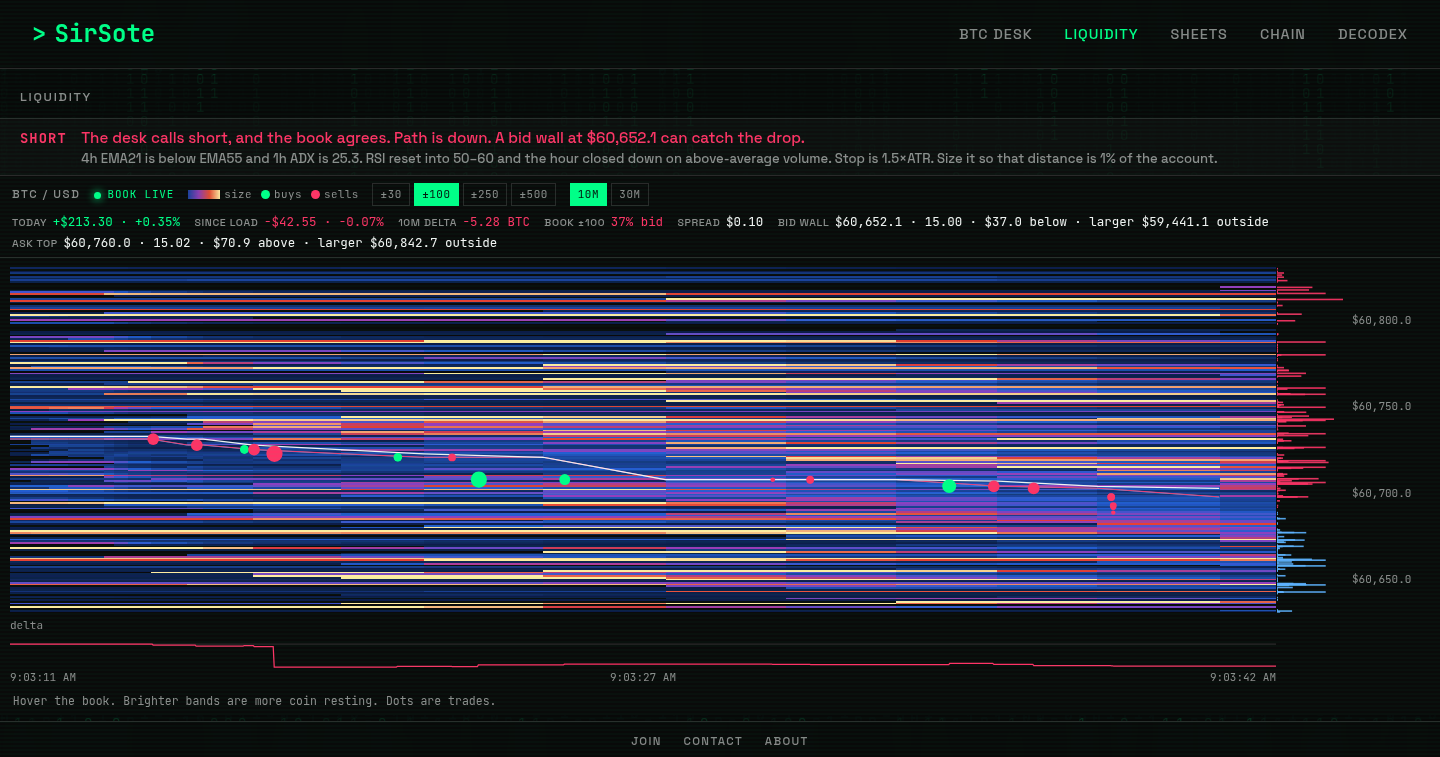 > SirSote
BTC DESK LIQUIDITY SHEETS CHAIN DECODEX
LIQUIDITY
SHORT The desk calls short, and the book agrees. Path is down. A bid wall at $60,652.1 can catch the drop.
4h EMA21 is below EMA55 and 1h ADX is 25.3. RSI reset into 50–60 and the hour closed down on above-average volume. Stop is 1.5×ATR. Size it so that distance is 1% of the account.
BTC / USD BOOK LIVE size buys sells ±30 ±100 ±250 ±500 10M 30M
TODAY +$213.30 · +0.35% SINCE LOAD -$42.55 · -0.07% 10M DELTA -5.28 BTC BOOK ±100 37% bid SPREAD $0.10 BID WALL $60,652.1 · 15.00 · $37.0 below · larger $59,441.1 outside
ASK TOP $60,760.0 · 15.02 · $70.9 above · larger $60,842.7 outside
$60,800.0
$60,750.0
$60,700.0
$60,650.0
delta
9:03:11 AM 9:03:27 AM 9:03:42 AM
Hover the book. Brighter bands are more coin resting. Dots are trades.
JOIN CONTACT ABOUT